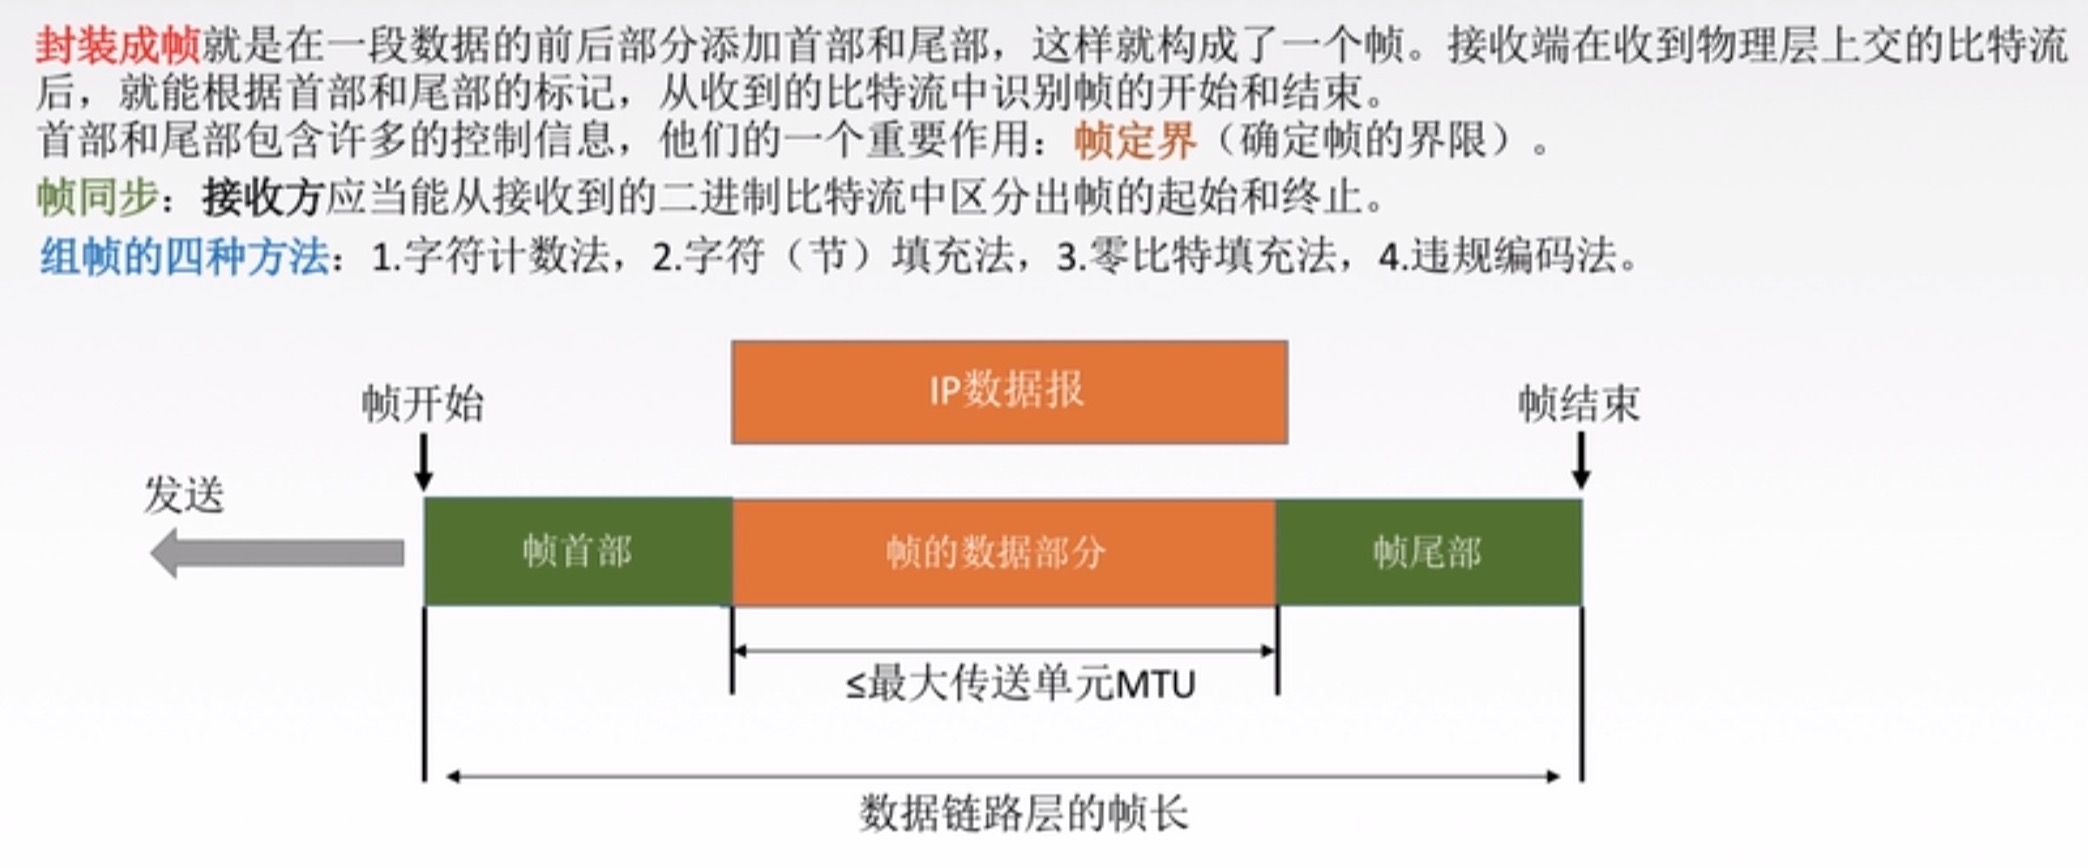 封装成帧就是在一段数据的前后部分添加首部和尾部，这样就构成了一个帧。接收端在收到物理层上交的比特流
后，就能根据首部和尾部的标记，从收到的比特流中识别帧的开始和结束。
首部和尾部包含许多的控制信息，他们的一个重要作用：帧定界（确定帧的界限）。
帧同步：接收方应当能从接收到的二进制比特流中区分出帧的起始和终止。
组帧的四种方法：1.字符计数法，2.字符（节）填充法，3.零比特填充法，4.违规编码法。
IP数据报
帧开始
帧结束
发送
帧首部
帧的数据部分
帧尾部
≤最大传送单元MTU
数据链路层的帧长